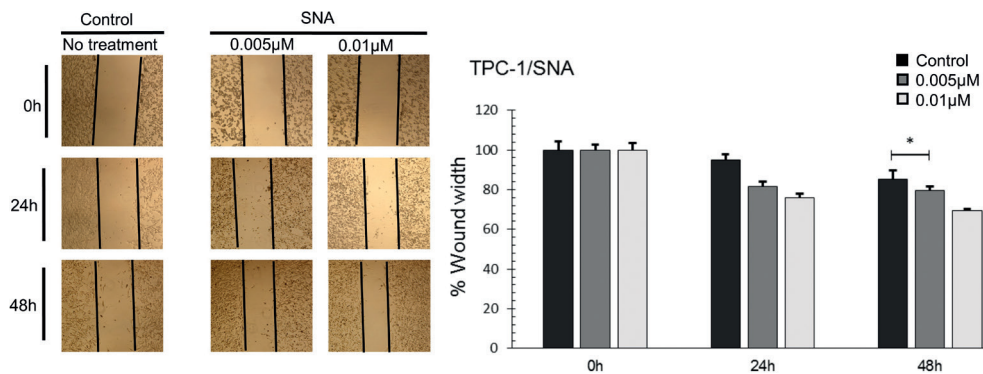 Control
SNA
No treatment
0.005µM
0.01µM
0h
24h
48h
TPC-1/SNA
Control
0.005µM
0.01µM
% Wound width
120
100
80
60
40
20
0
*
0h
24h
48h